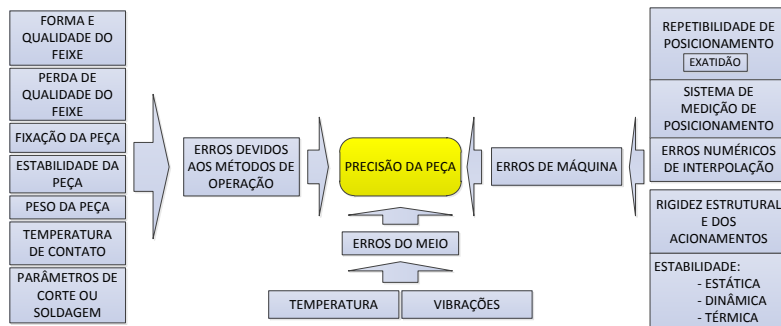 FORMA E
QUALIDADE DO
FEIXE
PERDA DE
QUALIDADE DO
FEIXE
FIXAÇÃO DA PEÇA
ESTABILIDADE DA
PEÇA
PESO DA PEÇA
TEMPERATURA
DE CONTATO
PARÂMETROS DE
CORTE OU
SOLDAGEM
ERROS DEVIDOS
AOS MÉTODOS DE
OPERAÇÃO
PRECISÃO DA PEÇA
ERROS DO MEIO
TEMPERATURA
VIBRAÇÕES
ERROS DE MÁQUINA
REPETIBILIDADE DE
POSICIONAMENTO
EXATIDÃO
SISTEMA DE
MEDIÇÃO DE
POSICIONAMENTO
ERROS NUMÉRICOS
DE INTERPOLAÇÃO
RIGIDEZ ESTRUTURAL
E DOS
ACIONAMENTOS
ESTABILIDADE:
- ESTÁTICA
- DINÂMICA
- TÉRMICA